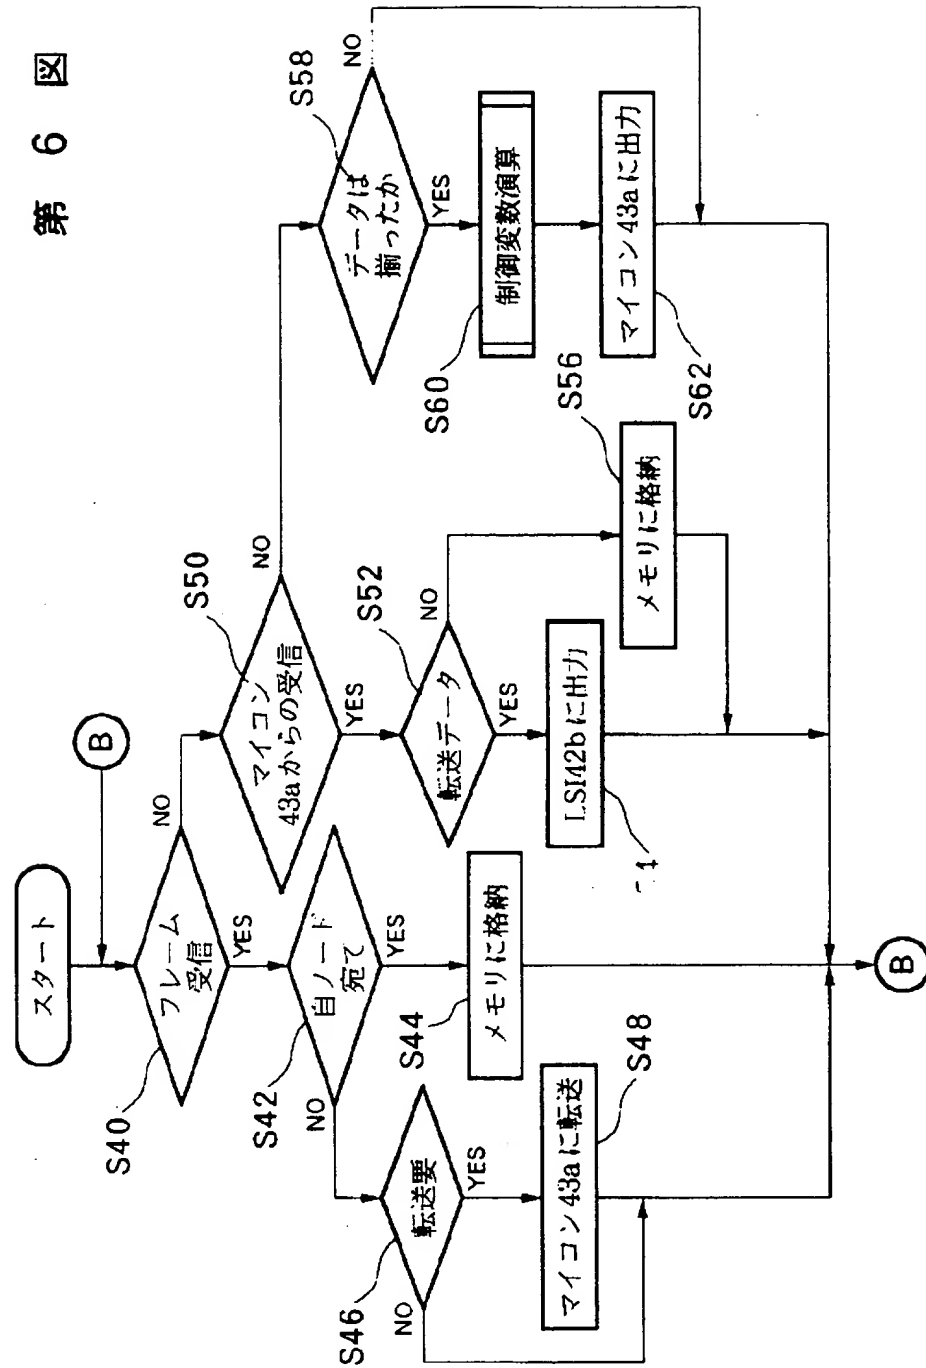 第 6 図
スタート
B
フレーム
受信
S40
YES
NO
自ノード
宛て
S42
YES
NO
メモリに格納
S44
転送要
S46
YES
NO
マイコン43aに転送
S48
マイコン
43aからの受信
S50
YES
NO
転送データ
S52
YES
NO
LSI42bに出力
メモリに格納
S56
データは
揃ったか
S58
YES
NO
制御変数演算
S60
マイコン43aに出力
S62
B